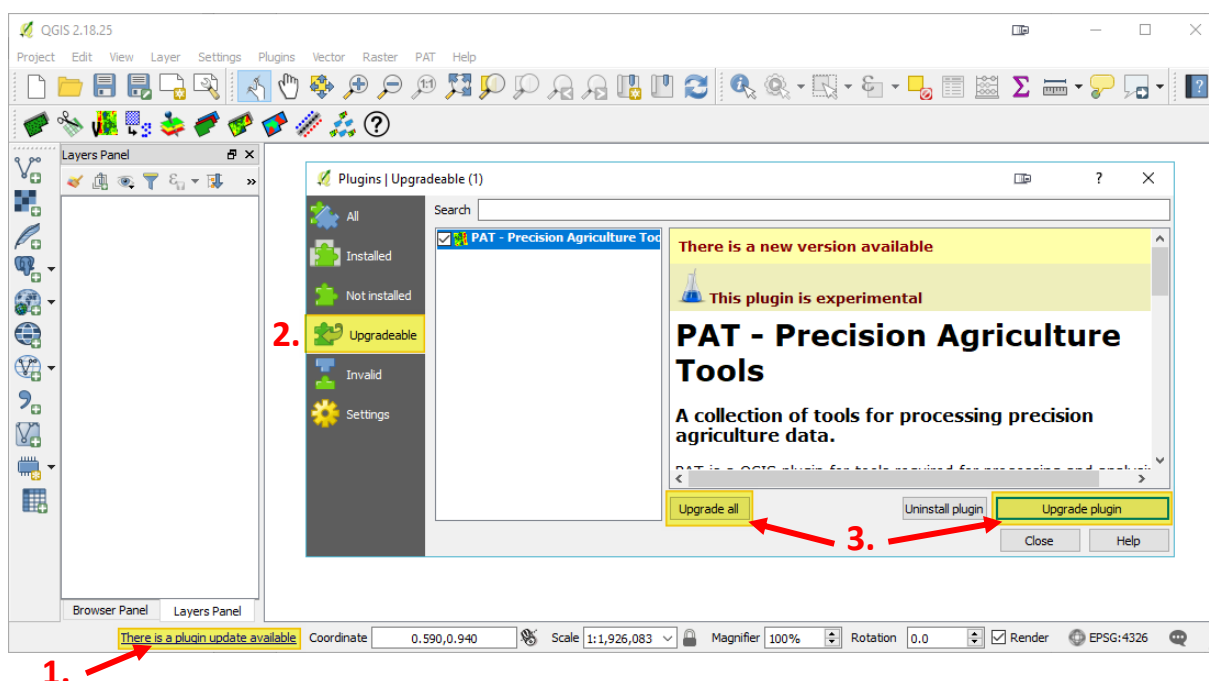 QGIS 2.18.25
Project Edit View Layer Settings Plugins Vector Raster PAT Help
Layers Panel
Plugins | Upgradeable (1)
All
Search
PAT - Precision Agriculture Too
There is a new version available
Installed
This plugin is experimental
Not installed
2.
Upgradeable
PAT - Precision Agriculture
Tools
Invalid
Settings
A collection of tools for processing precision
agriculture data.
Upgrade all
Uninstall plugin
Upgrade plugin
3.
Close
Help
Browser Panel Layers Panel
There is a plugin update available Coordinate 0.590,0.940 Scale 1:1,926,083 Magnifier 100% Rotation 0.0 Render EPSG:4326
1.